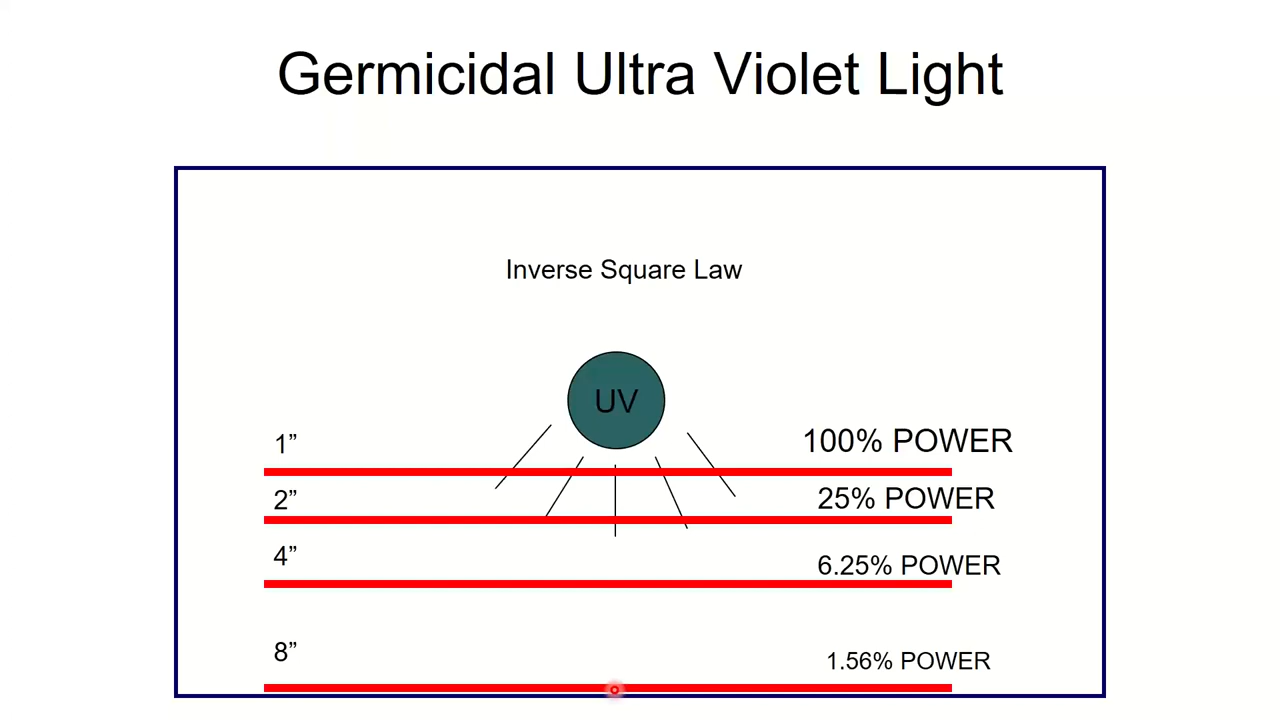 Germicidal Ultra Violet Light
Inverse Square Law
UV
1” 100% POWER
2” 25% POWER
4” 6.25% POWER
8” 1.56% POWER